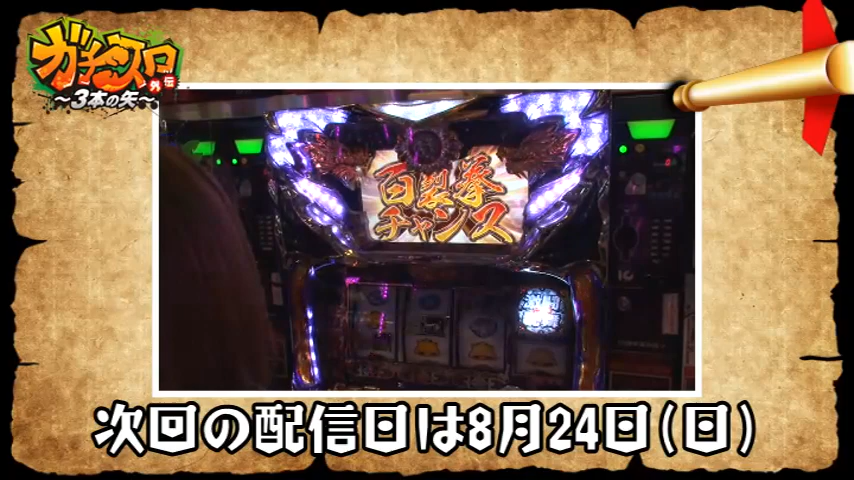 ガチスロ
外伝
～3本の矢～
百裂拳
チャンス
次回の配信日は8月24日(日)